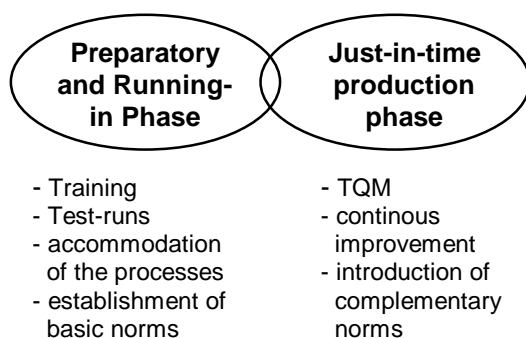 Preparatory
and Running-
in Phase
Just-in-time
production
phase
- Training
- Test-runs
- accommodation
of the processes
- establishment of
basic norms
- TQM
- continous
improvement
- introduction of
complementary
norms